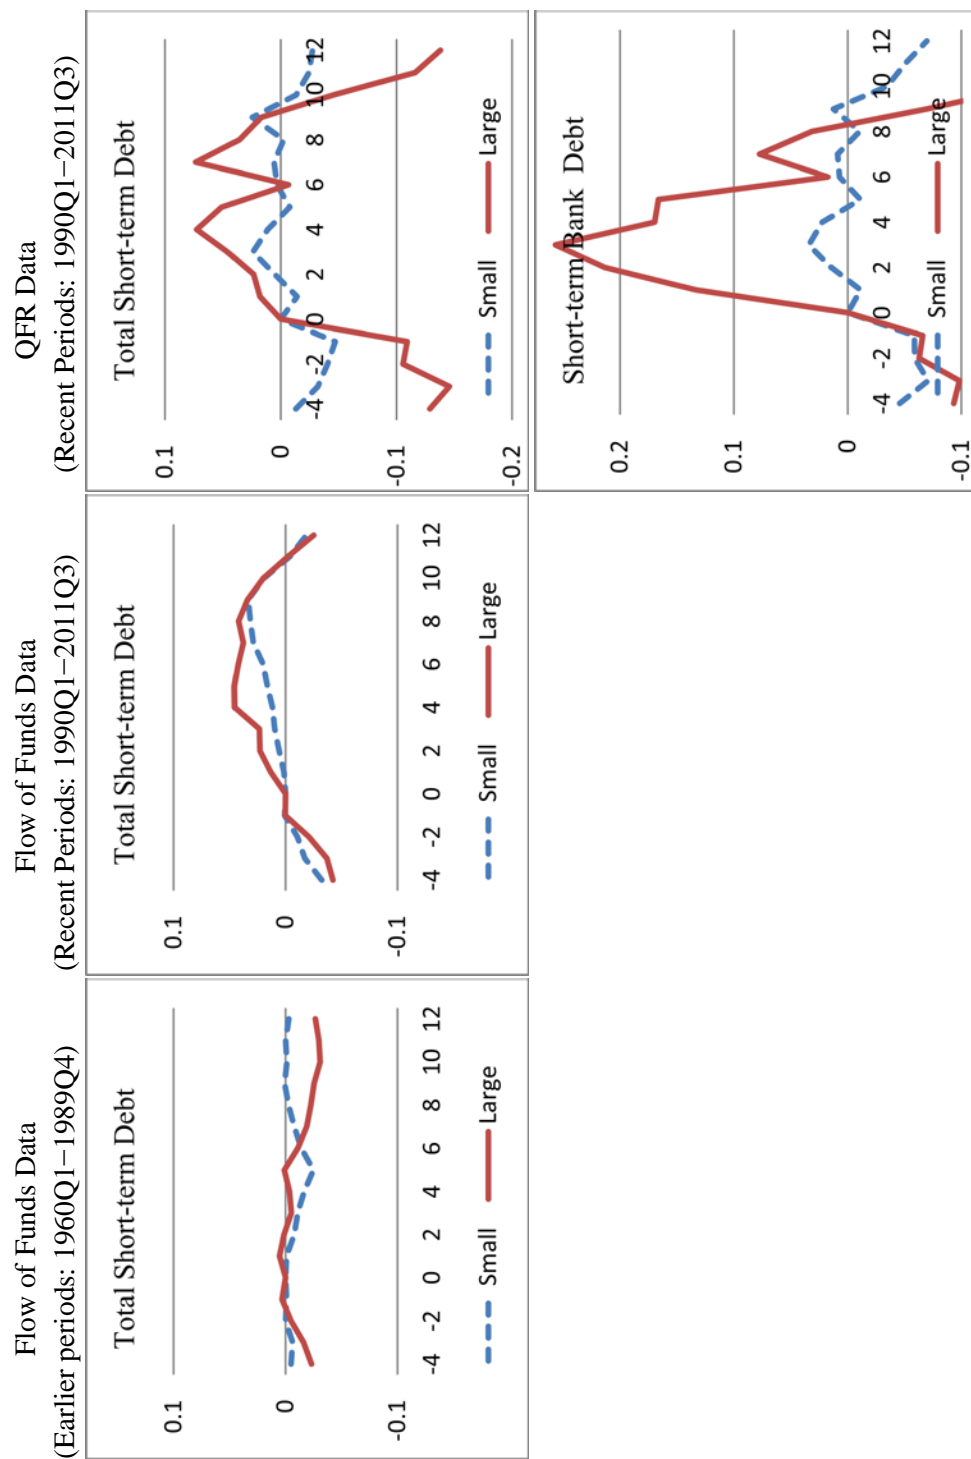 Flow of Funds Data
(Earlier periods: 1960Q1–1989Q4)
Total Short-term Debt
0.1
0
-0.1
-4 -2 0 2 4 6 8 10 12
Small Large
Flow of Funds Data
(Recent Periods: 1990Q1–2011Q3)
Total Short-term Debt
0.1
0
-0.1
-4 -2 0 2 4 6 8 10 12
Small Large
QFR Data
(Recent Periods: 1990Q1–2011Q3)
Total Short-term Debt
0.1
0
-0.1
-0.2
-4 -2 0 2 4 6 8 10 12
Small Large
Short-term Bank Debt
0.2
0.1
0
-0.1
-4 -2 0 2 4 6 8 10 12
Small Large